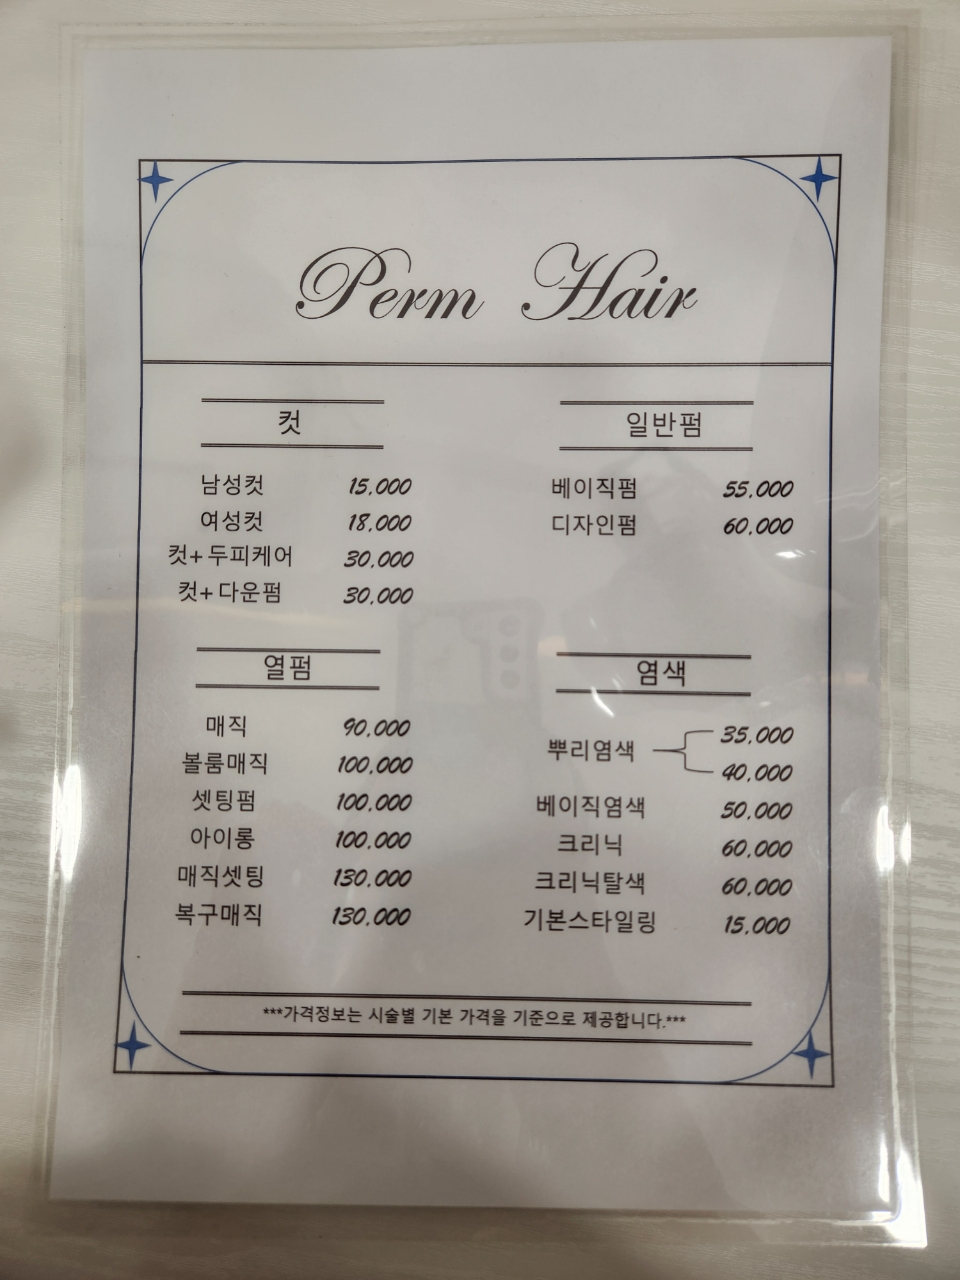 Perm Hair
컷
남성컷 15,000
여성컷 18,000
컷+두피케어 30,000
컷+다운펌 30,000
일반펌
베이직펌 55,000
디자인펌 60,000
열펌
매직 90,000
볼룸매직 100,000
셋팅펌 100,000
아이롱 100,000
매직셋팅 130,000
복구매직 130,000
염색
뿌리염색 35,000
40,000
베이직염색 50,000
크리닉 60,000
크리닉탈색 60,000
기본스타일링 15,000
***가격정보는 시술별 기본 가격을 기준으로 제공합니다.***